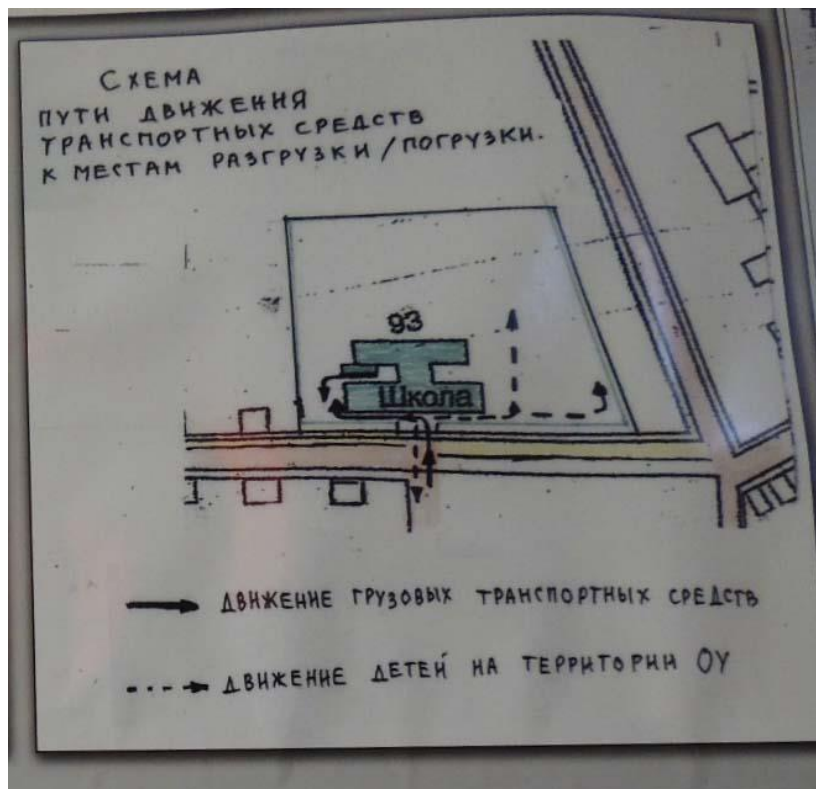 СХЕМА
ПУТИ ДВИЖЕНИЯ
ТРАНСПОРТНЫХ СРЕДСТВ
К МЕСТАМ РАЗГРУЗКИ/ПОГРУЗКИ.
93
Школа
ДВИЖЕНИЕ ГРУЗОВЫХ ТРАНСПОРТНЫХ СРЕДСТВ
ДВИЖЕНИЕ ДЕТЕЙ НА ТЕРРИТОРИИ ОУ